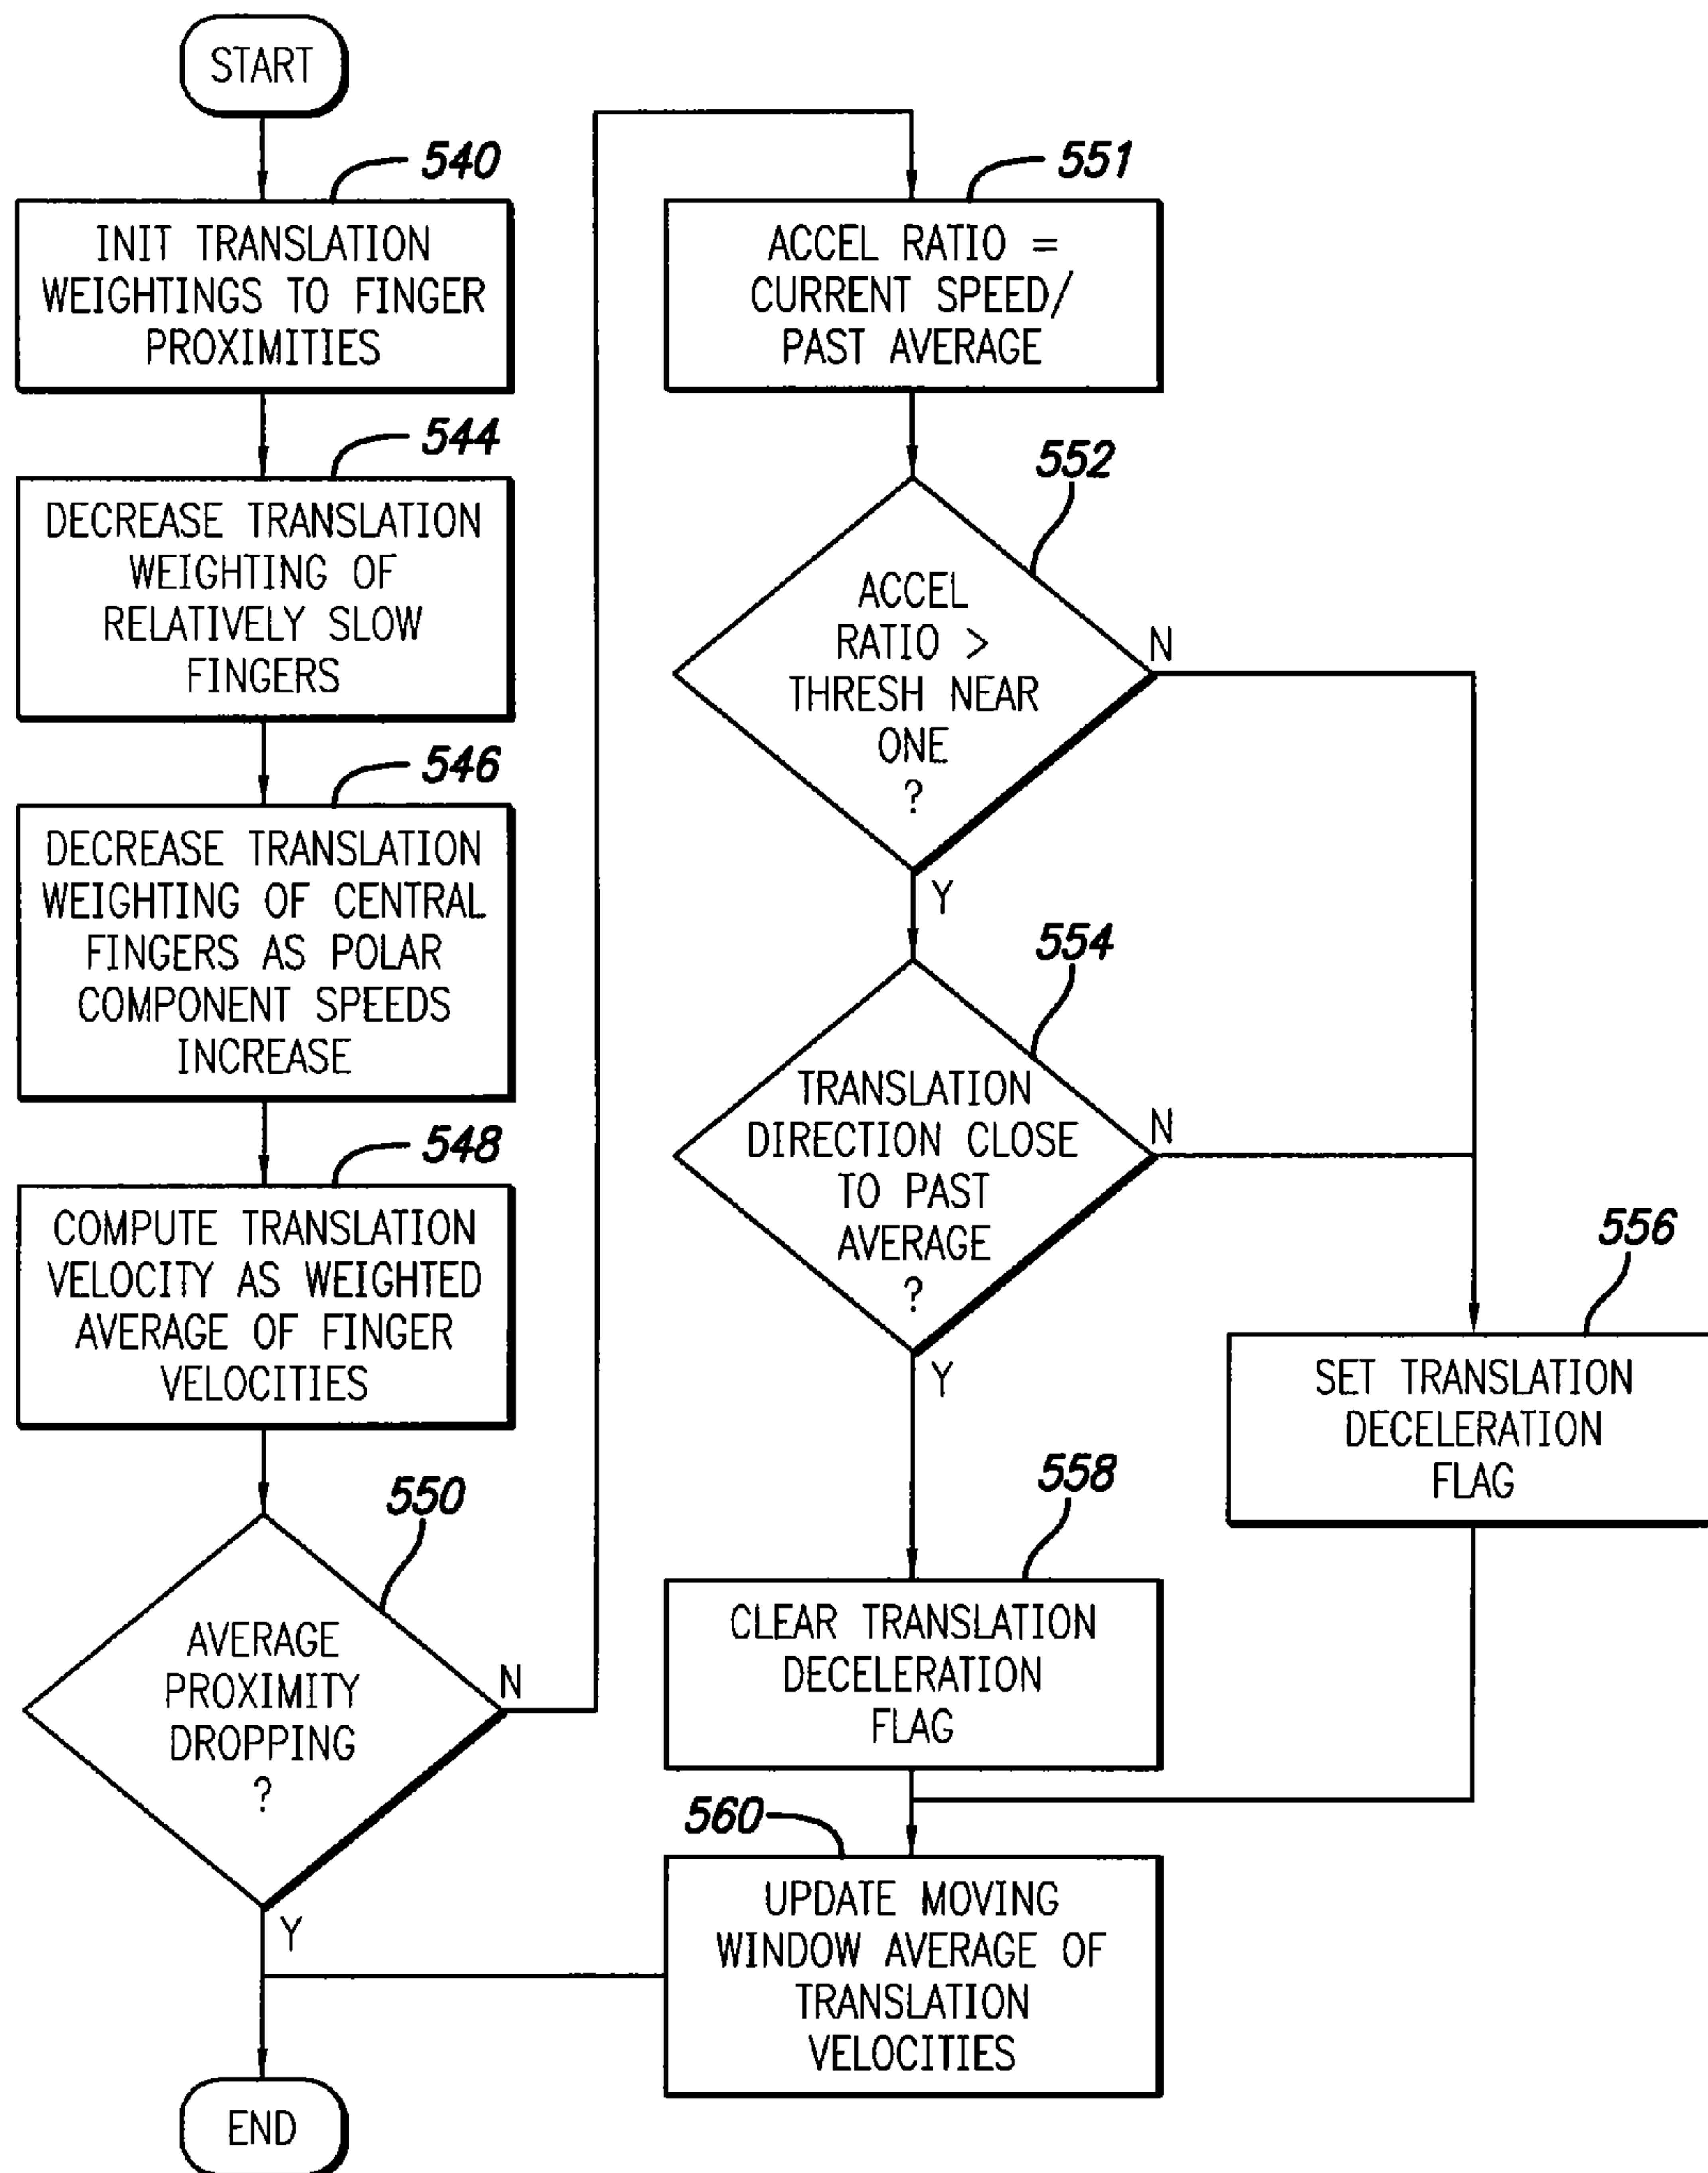 START
540
INIT TRANSLATION
WEIGHTINGS TO FINGER
PROXIMITIES
544
DECREASE TRANSLATION
WEIGHTING OF
RELATIVELY SLOW
FINGERS
546
DECREASE TRANSLATION
WEIGHTING OF CENTRAL
FINGERS AS POLAR
COMPONENT SPEEDS
INCREASE
548
COMPUTE TRANSLATION
VELOCITY AS WEIGHTED
AVERAGE OF FINGER
VELOCITIES
550
AVERAGE
PROXIMITY
DROPPING
?
N
Y
END
551
ACCEL RATIO =
CURRENT SPEED/
PAST AVERAGE
552
ACCEL
RATIO >
THRESH NEAR
ONE
?
N
Y
554
TRANSLATION
DIRECTION CLOSE
TO PAST
AVERAGE
?
N
Y
556
SET TRANSLATION
DECELERATION
FLAG
558
CLEAR TRANSLATION
DECELERATION
FLAG
560
UPDATE MOVING
WINDOW AVERAGE OF
TRANSLATION
VELOCITIES